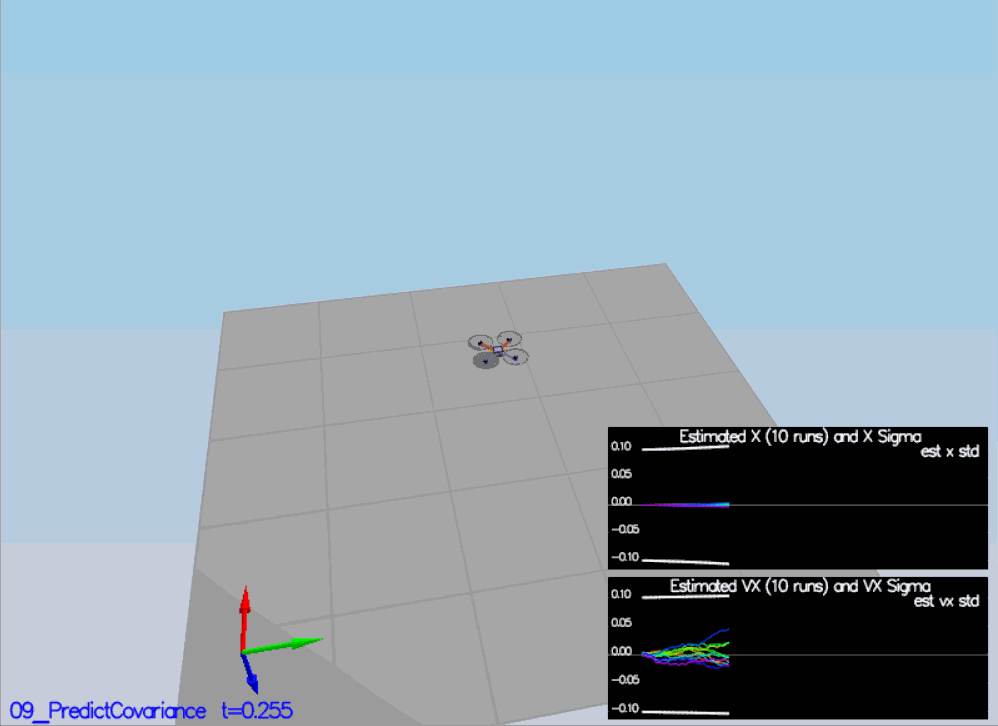 Estimated X (10 runs) and X Sigma
est x std
0.10
0.05
0.00
-0.05
-0.10
Estimated VX (10 runs) and VX Sigma
est vx std
0.10
0.05
0.00
-0.05
-0.10
09_PredictCovariance t=0.255